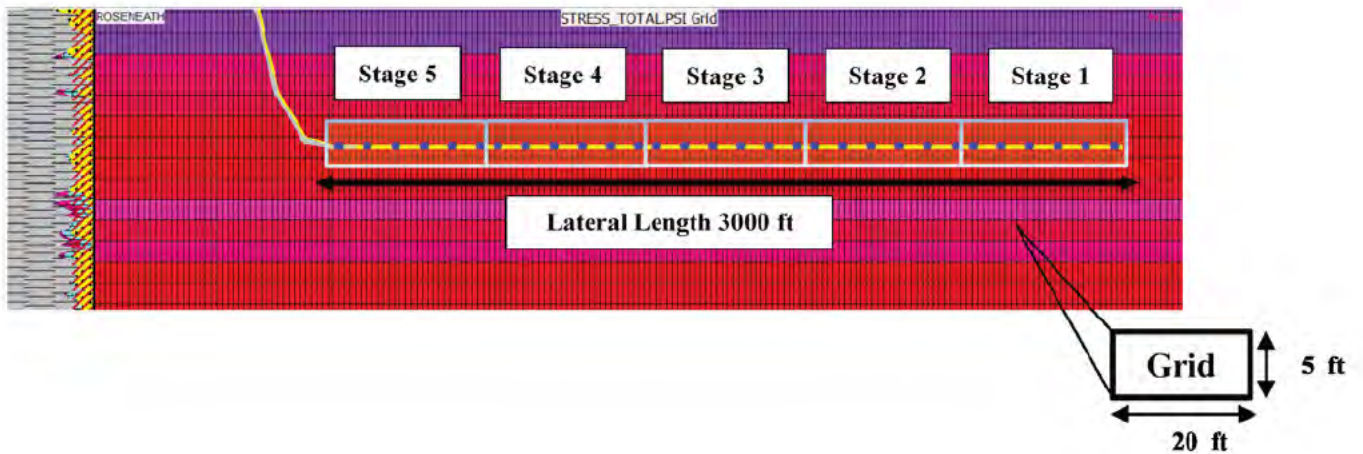 ROSENEATH
STRESS_TOTAL.PSI Grid
Stage 5
Stage 4
Stage 3
Stage 2
Stage 1
Lateral Length 3000 ft
Grid
5 ft
20 ft